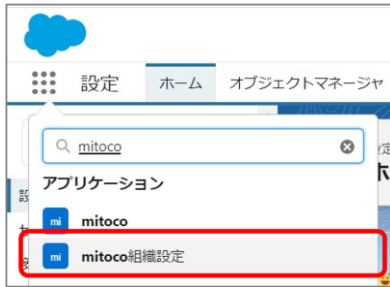 設定 ホーム オブジェクトマネージャ
mitoco
アプリケーション
mi mitoco
mi mitoco組織設定